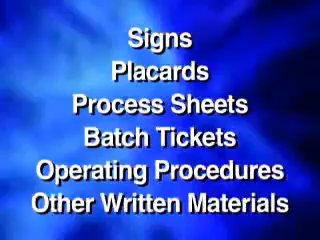 Signs
Placards
Process Sheets
Batch Tickets
Operating Procedures
Other Written Materials